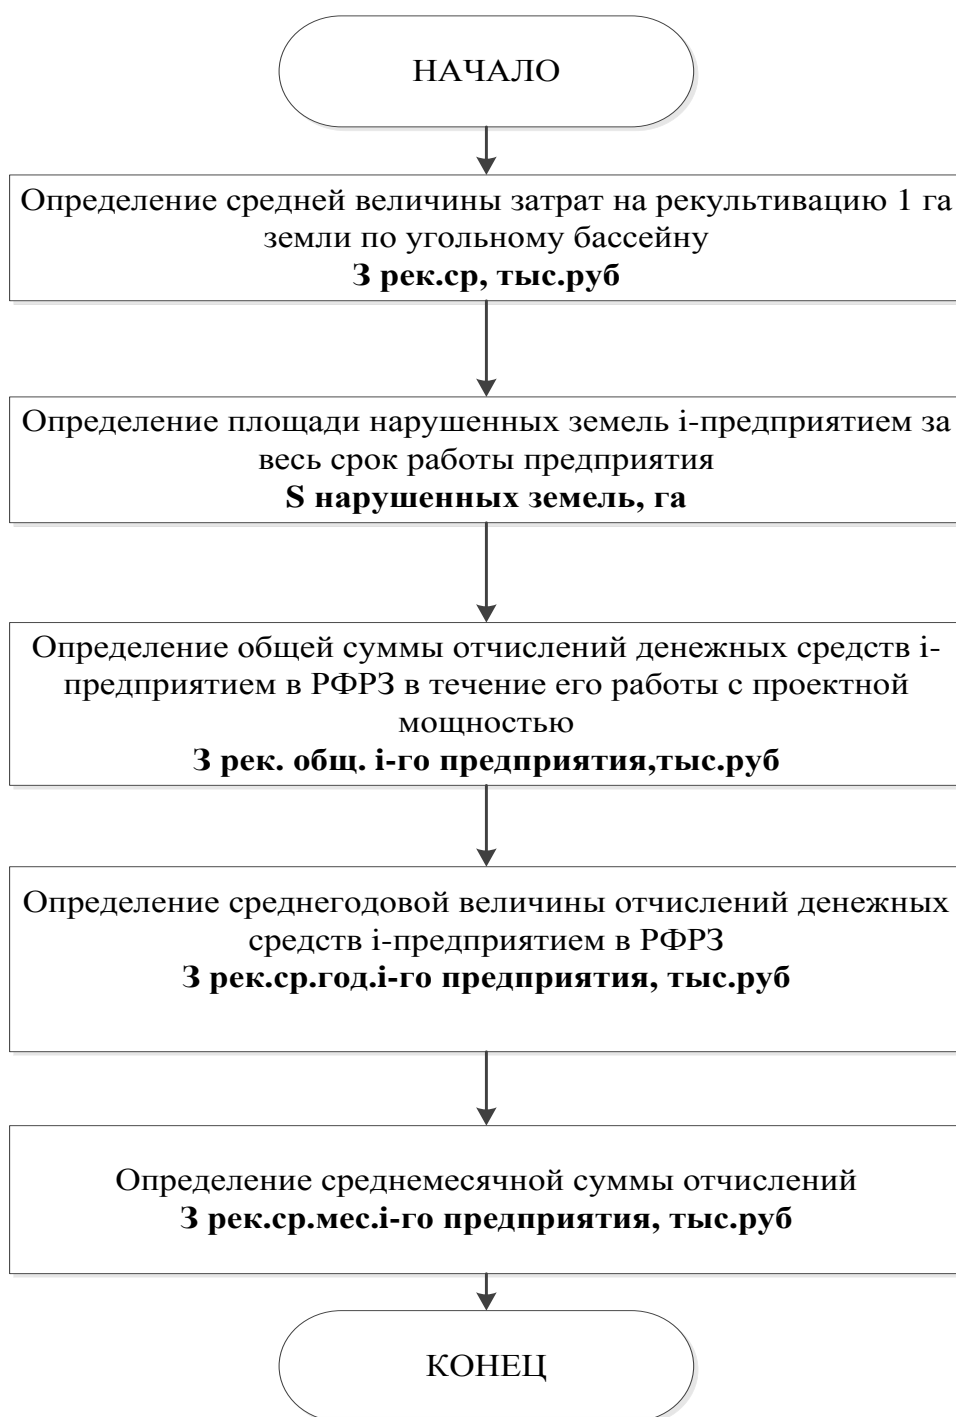 НАЧАЛО
Определение средней величины затрат на рекультивацию 1 га
земли по угольному бассейну
З рек.ср, тыс.руб
Определение площади нарушенных земель i-предприятием за
весь срок работы предприятия
S нарушенных земель, га
Определение общей суммы отчислений денежных средств i-
предприятием в РФРЗ в течение его работы с проектной
мощностью
З рек. общ. i-го предприятия,тыс.руб
Определение среднегодовой величины отчислений денежных
средств i-предприятием в РФРЗ
З рек.ср.год.i-го предприятия, тыс.руб
Определение среднемесячной суммы отчислений
З рек.ср.мес.i-го предприятия, тыс.руб
КОНЕЦ